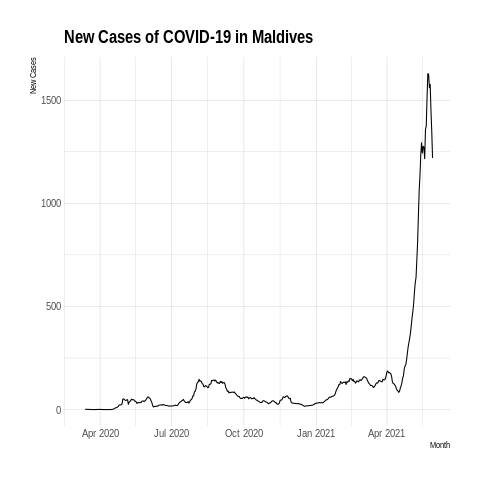 New Cases of COVID-19 in Maldives
New Cases
1500
1000
500
0
Apr 2020 Jul 2020 Oct 2020 Jan 2021 Apr 2021
Month